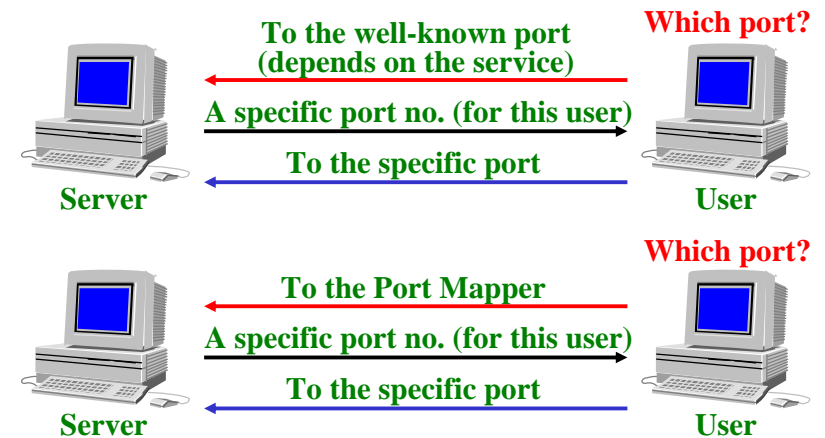 Which port?
To the well-known port
(depends on the service)
A specific port no. (for this user)
To the specific port
Server
User
Which port?
To the Port Mapper
A specific port no. (for this user)
To the specific port
Server
User